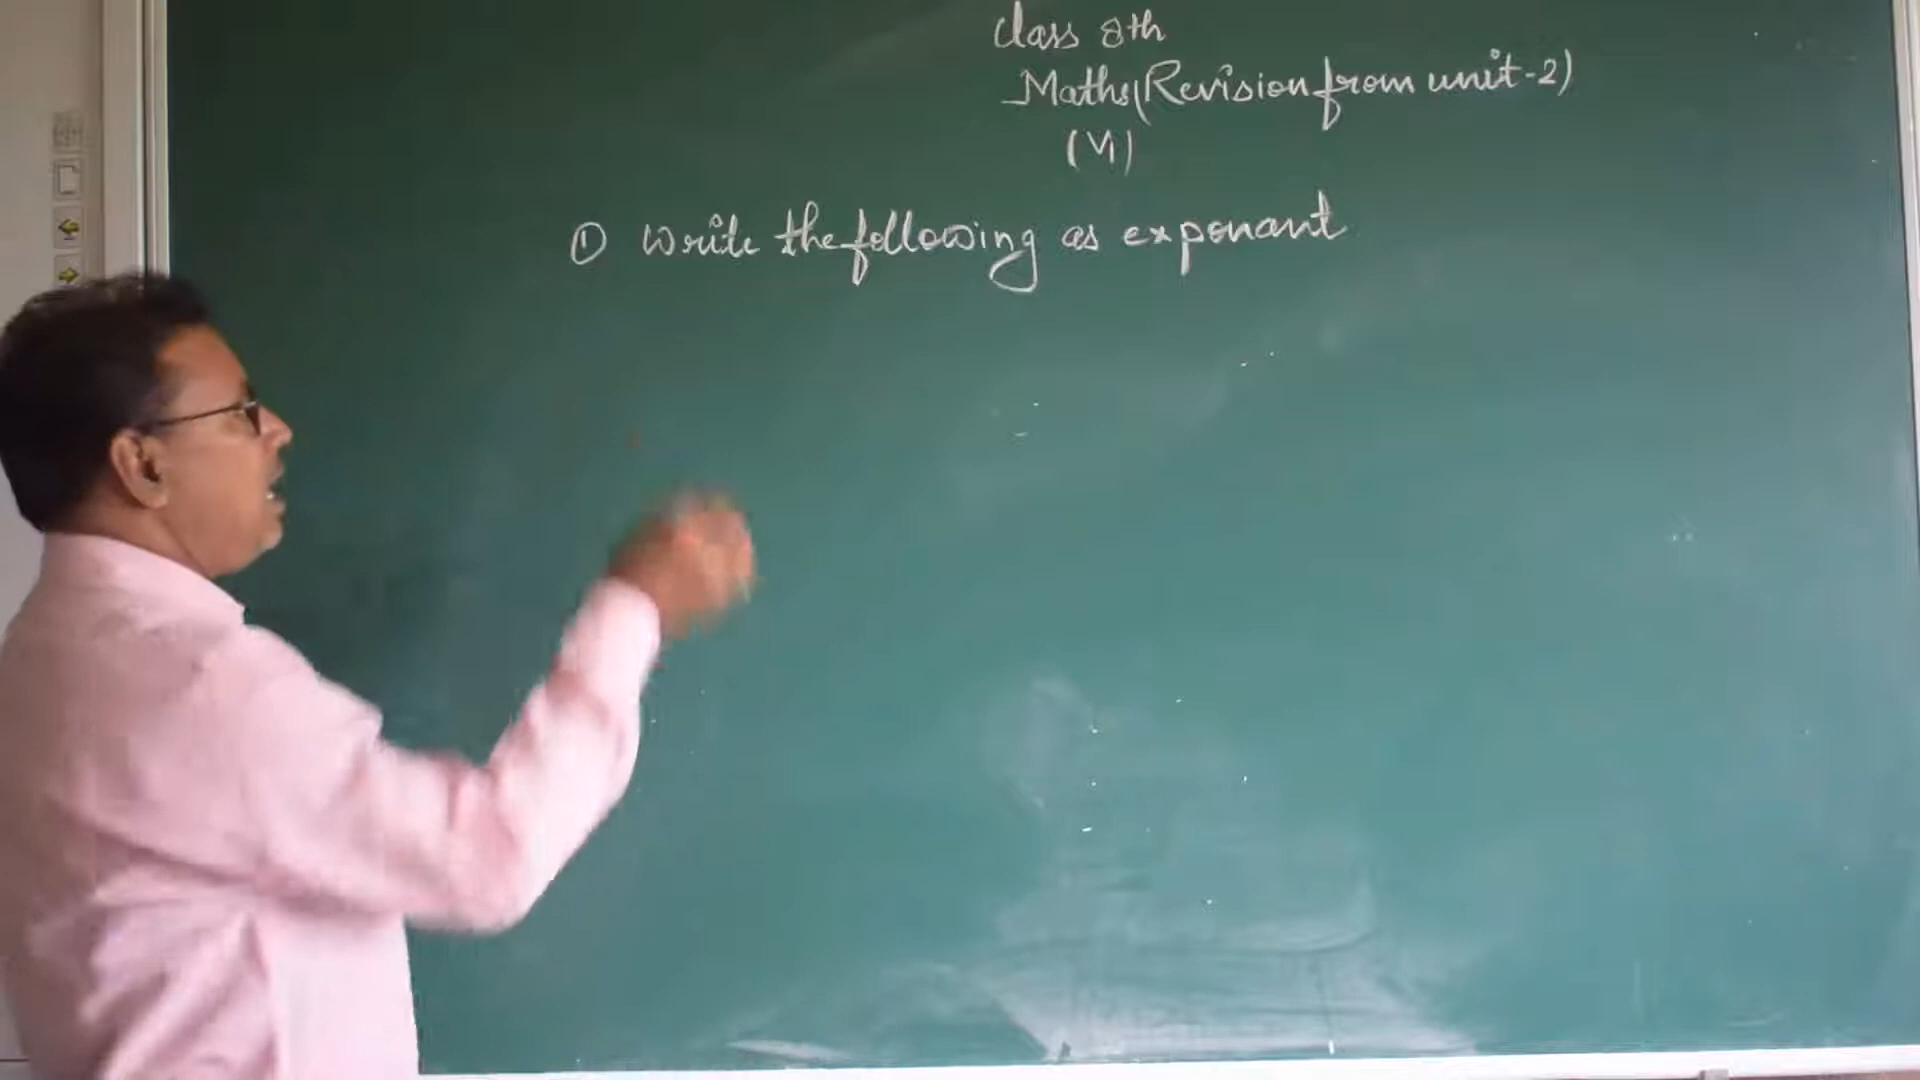 Class 8th
Maths(Revision from unit-2)
(VI)
① Write the following as exponant